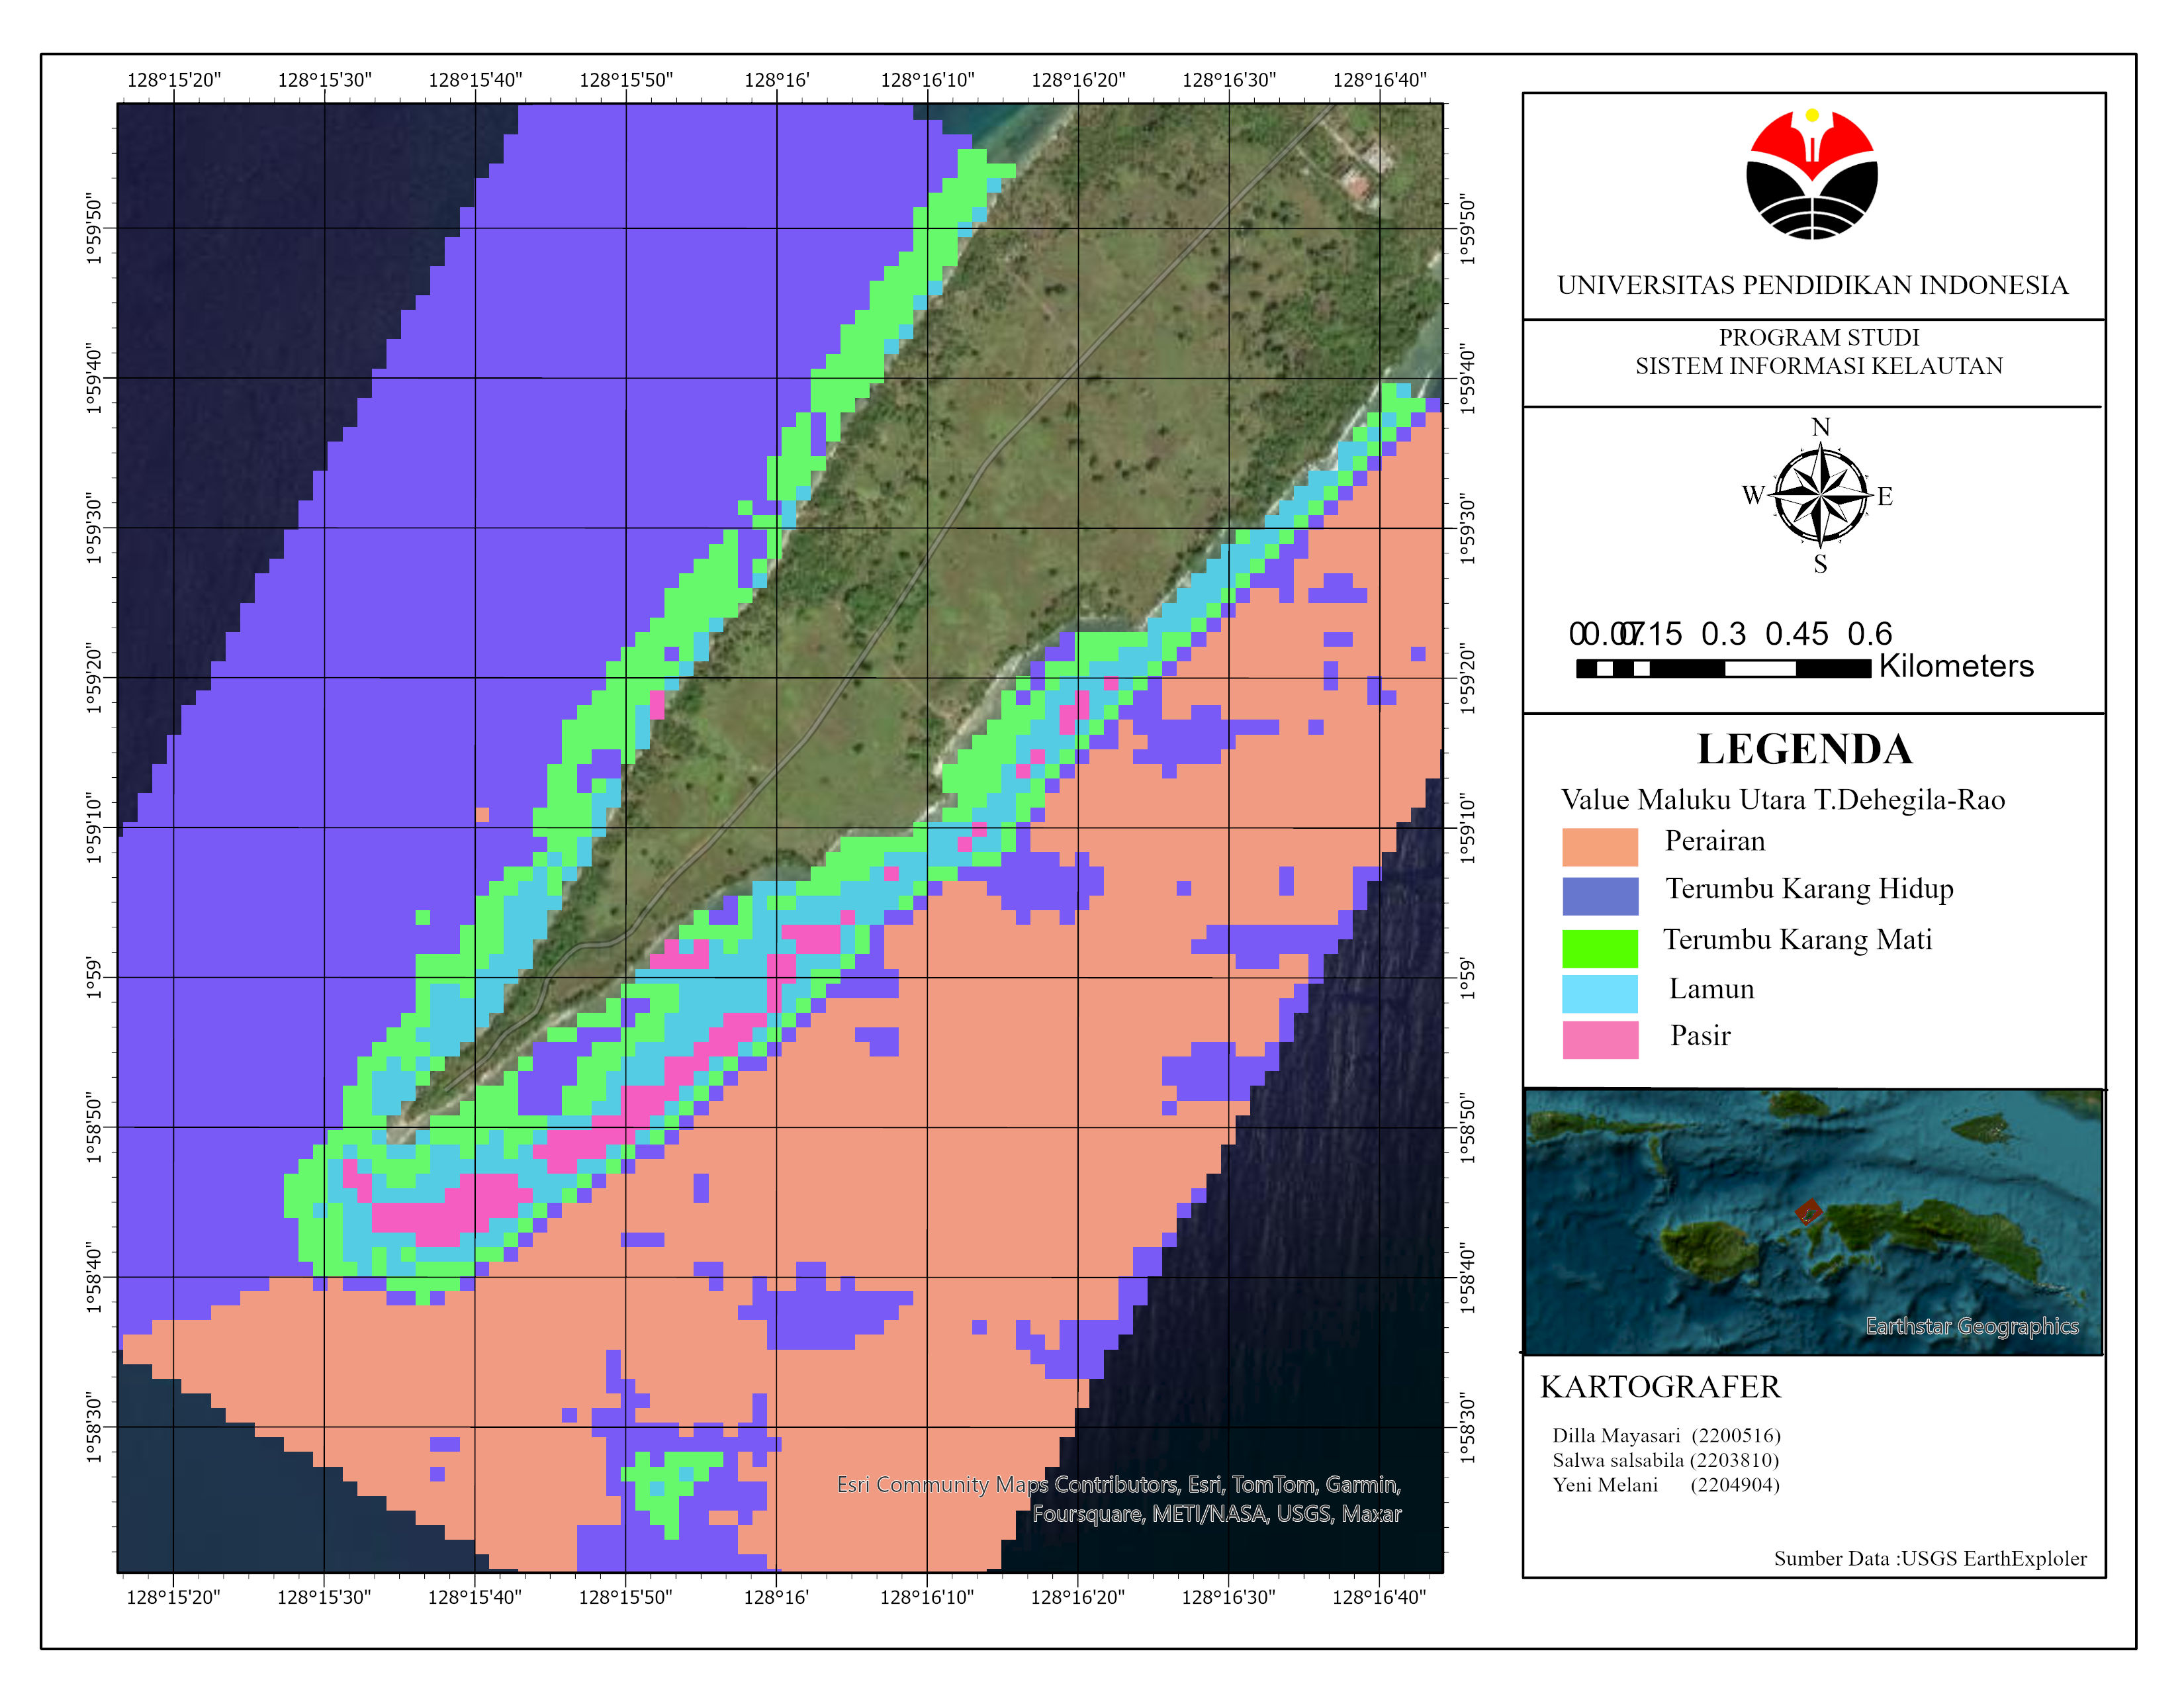 128°15'20" 128°15'30" 128°15'40" 128°15'50" 128°16' 128°16'10" 128°16'20" 128°16'30" 128°16'40"
1°59'50"
1°59'40"
1°59'30"
1°59'20"
1°59'10"
1°59'
1°58'50"
1°58'40"
1°58'30"
1°59'50"
1°59'40"
1°59'30"
1°59'20"
1°59'10"
1°59'
1°58'50"
1°58'40"
1°58'30"
Esri Community Maps Contributors, Esri, TomTom, Garmin,
Foursquare, METI/NASA, USGS, Maxar
128°15'20" 128°15'30" 128°15'40" 128°15'50" 128°16' 128°16'10" 128°16'20" 128°16'30" 128°16'40"
UNIVERSITAS PENDIDIKAN INDONESIA
PROGRAM STUDI
SISTEM INFORMASI KELAUTAN
N
W E
S
0 0.07 0.15 0.3 0.45 0.6
Kilometers
LEGENDA
Value Maluku Utara T.Dehegila-Rao
Perairan
Terumbu Karang Hidup
Terumbu Karang Mati
Lamun
Pasir
Earthstar Geographics
KARTOGRAFER
Dilla Mayasari (2200516)
Salwa salsabila (2203810)
Yeni Melani (2204904)
Sumber Data :USGS EarthExploler